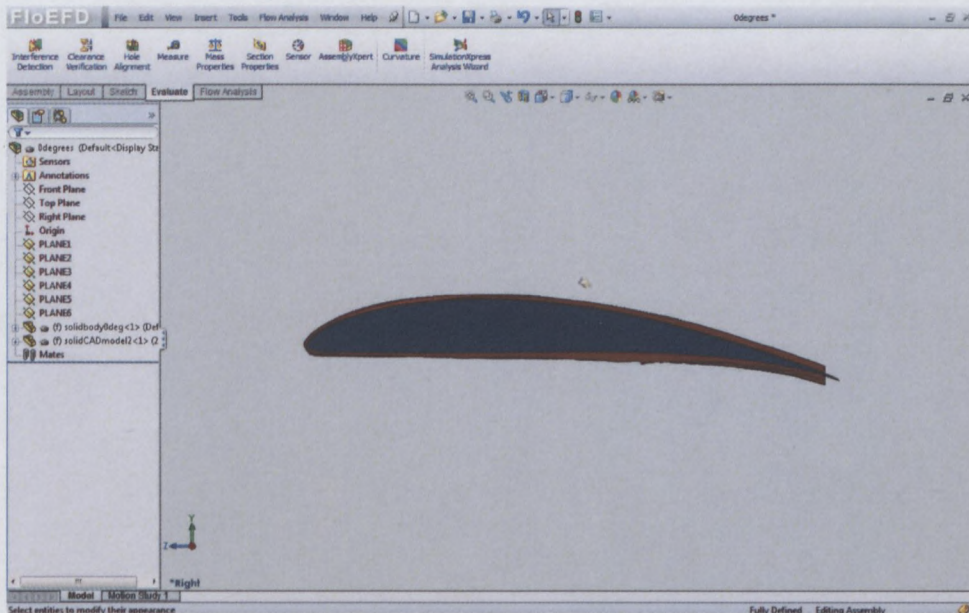 FloEFD File Edit View Insert Tools Flow Analysis Window Help 0degrees *
Interference Detection
Clearance Verification
Hole Alignment
Measure
Mass Properties
Section Properties
Sensor
AssemblyXpert
Curvature
SimulationXpress Analysis Wizard
Assembly Layout Sketch Evaluate Flow Analysis
0degrees (Default<Display Sta
Sensors
Annotations
Front Plane
Top Plane
Right Plane
Origin
PLANE1
PLANE2
PLANE3
PLANE4
PLANE5
PLANE6
(f) solidbody0deg<1> (Def
(f) solidCADmodel2<1> (2
Mates
Y
Z
*Right
Model Motion Study 1
Select entities to modify their appearance Fully Defined Editing Assembly